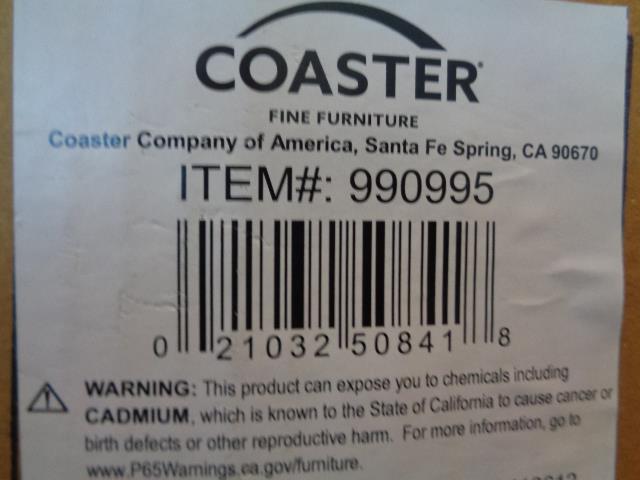 COASTER
FINE FURNITURE
Coaster Company of America, Santa Fe Spring, CA 90670
ITEM#: 990995
0 21032 50841 8
WARNING: This product can expose you to chemicals including
CADMIUM, which is known to the State of California to cause cancer or
birth defects or other reproductive harm. For more information, go to
www.P65Warnings.ca.gov/furniture.